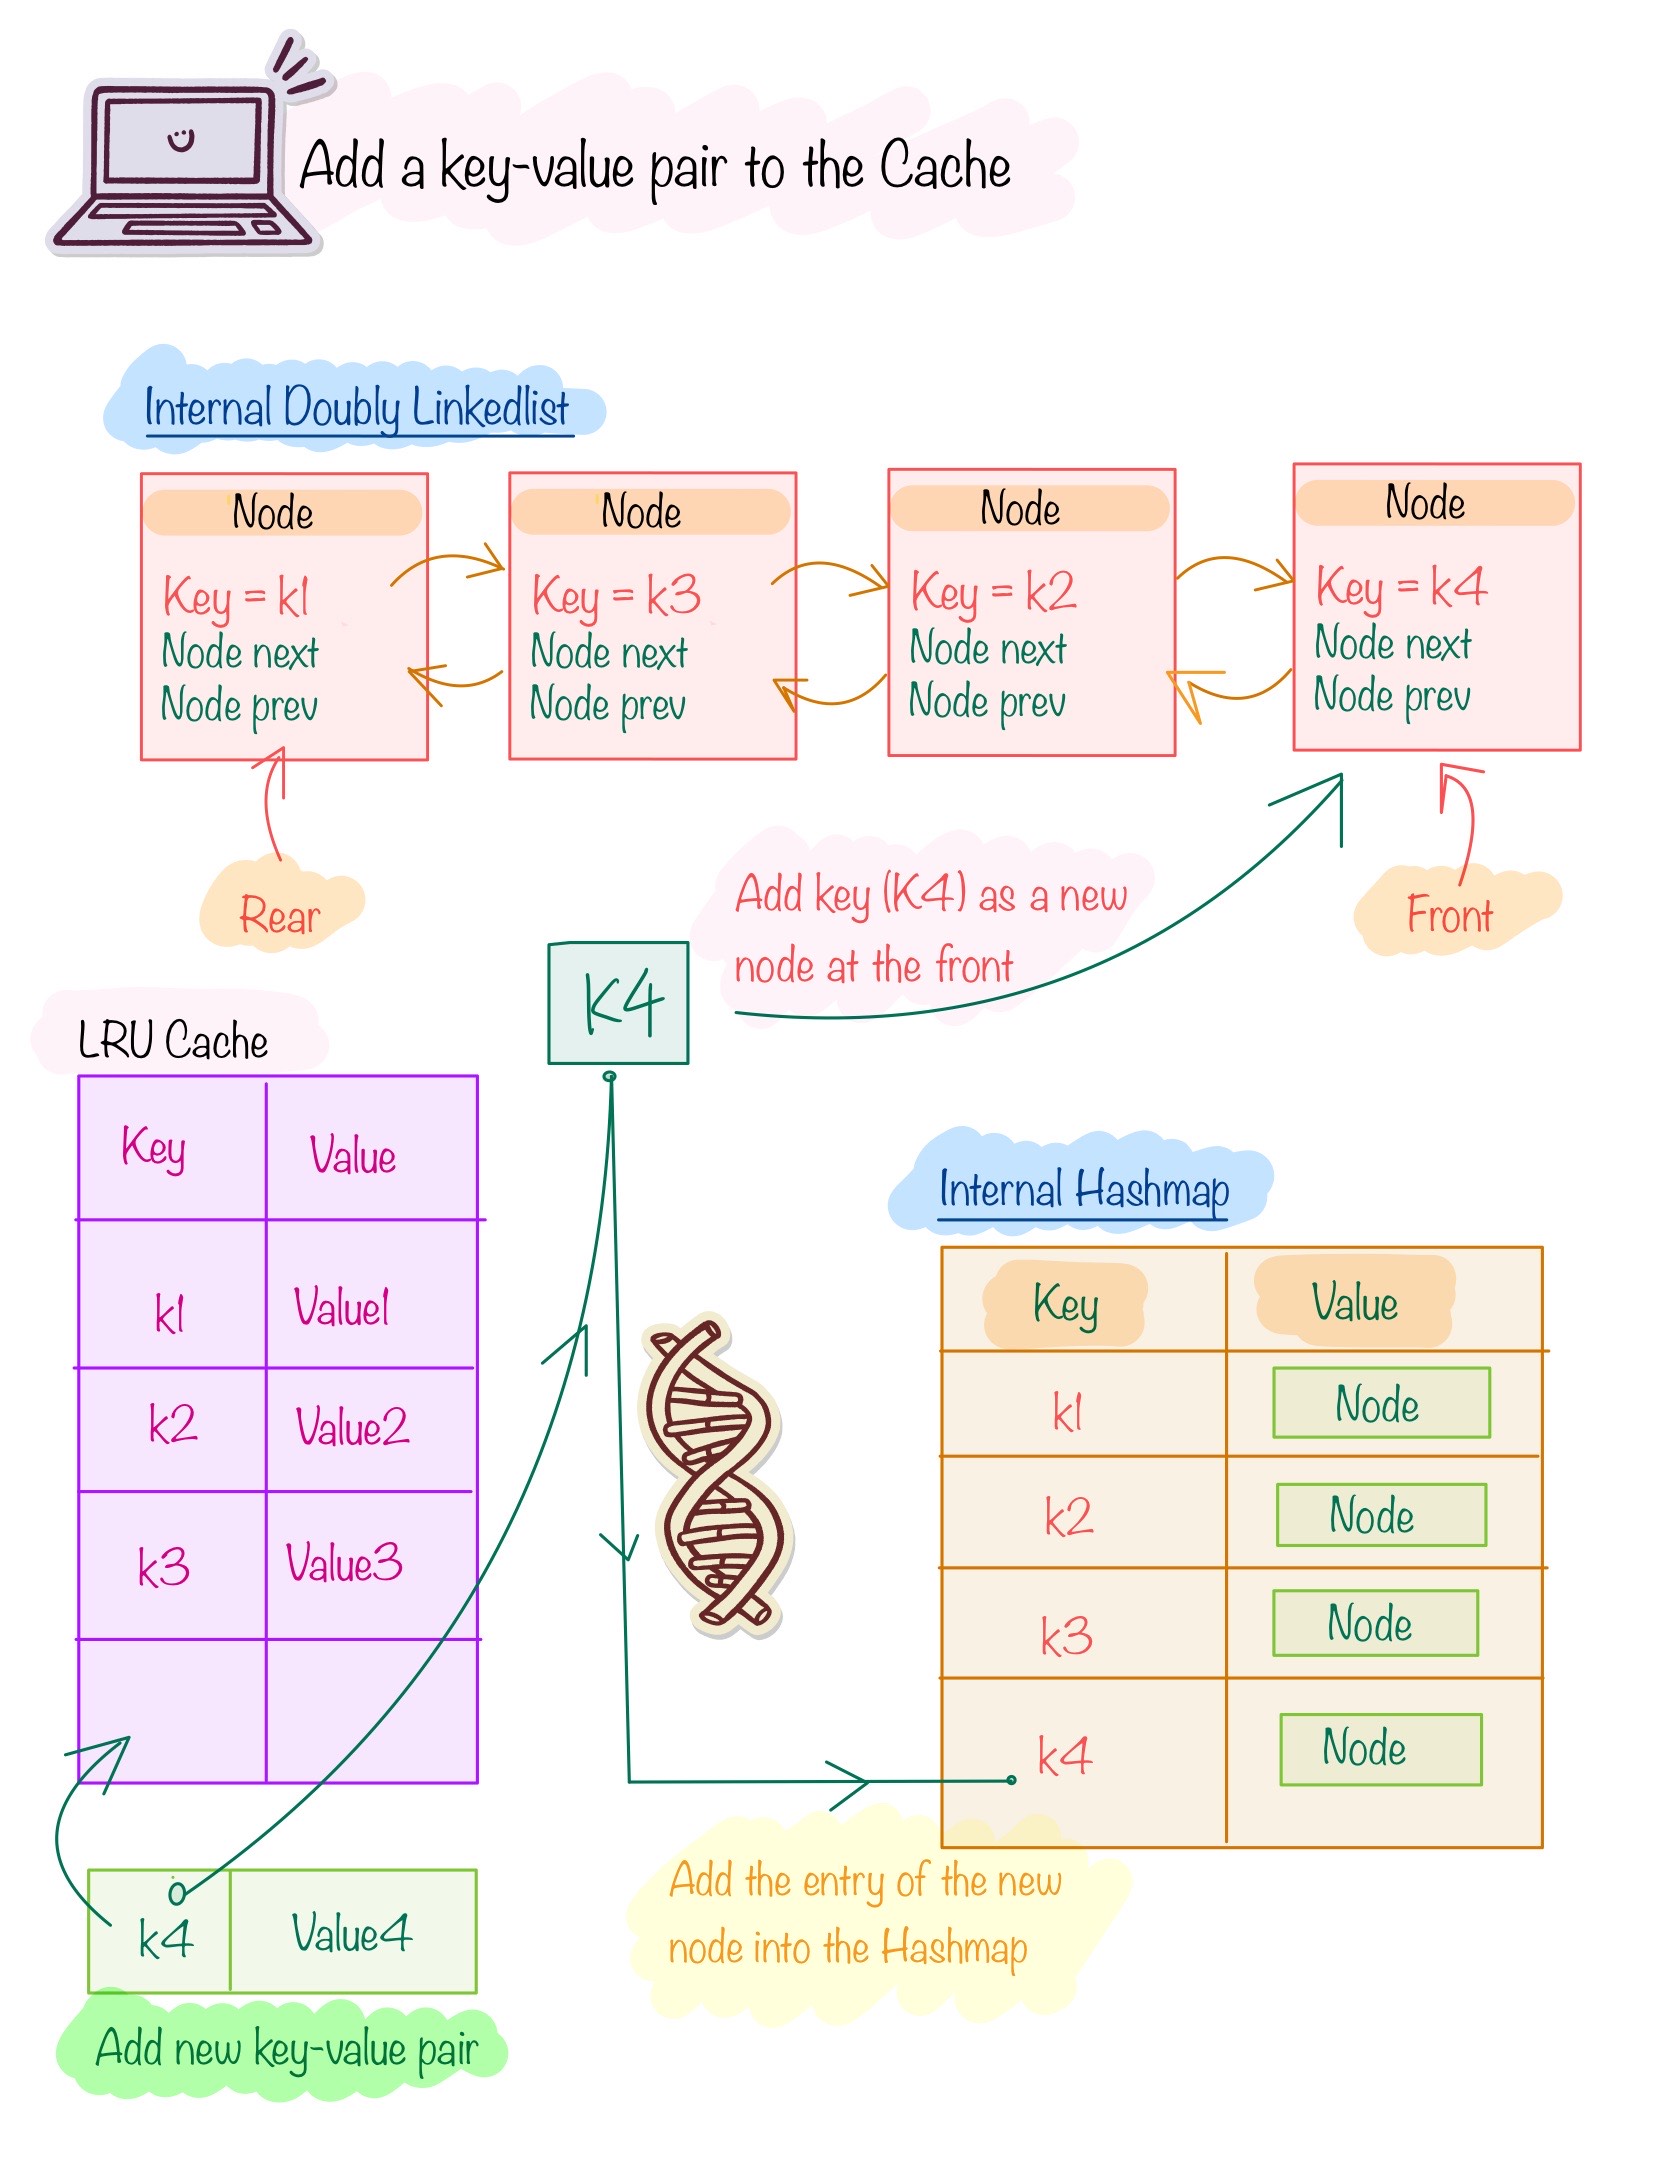 Add a key-value pair to the Cache
Internal Doubly Linkedlist
Node
Key = k1
Node next
Node prev
Node
Key = k3
Node next
Node prev
Node
Key = k2
Node next
Node prev
Node
Key = k4
Node next
Node prev
Rear
Front
Add key (K4) as a new
node at the front
K4
LRU Cache
Key Value
k1 Value1
k2 Value2
k3 Value3
k4 Value4
Add new key-value pair
Internal Hashmap
Key Value
k1 Node
k2 Node
k3 Node
k4 Node
Add the entry of the new
node into the Hashmap